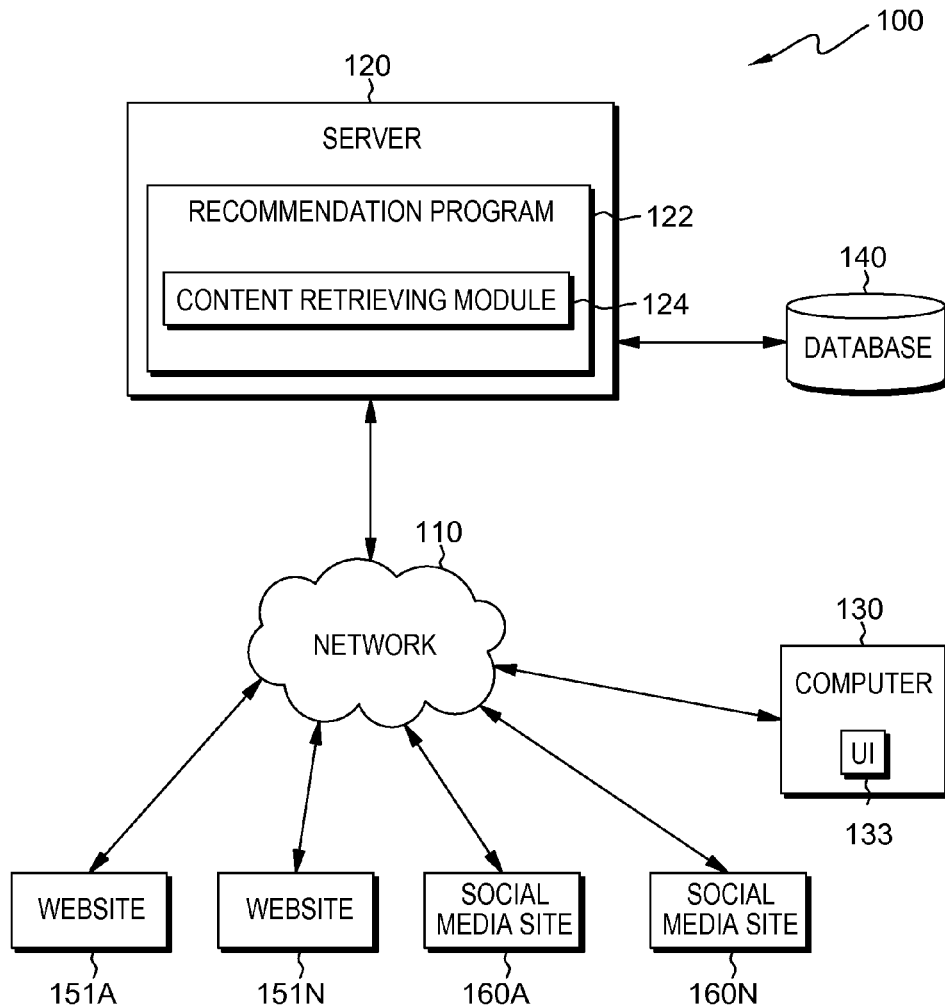 100
120
SERVER
RECOMMENDATION PROGRAM
122
CONTENT RETRIEVING MODULE
124
140
DATABASE
110
NETWORK
130
COMPUTER
UI
133
WEBSITE
WEBSITE
SOCIAL
MEDIA SITE
SOCIAL
MEDIA SITE
151A
151N
160A
160N